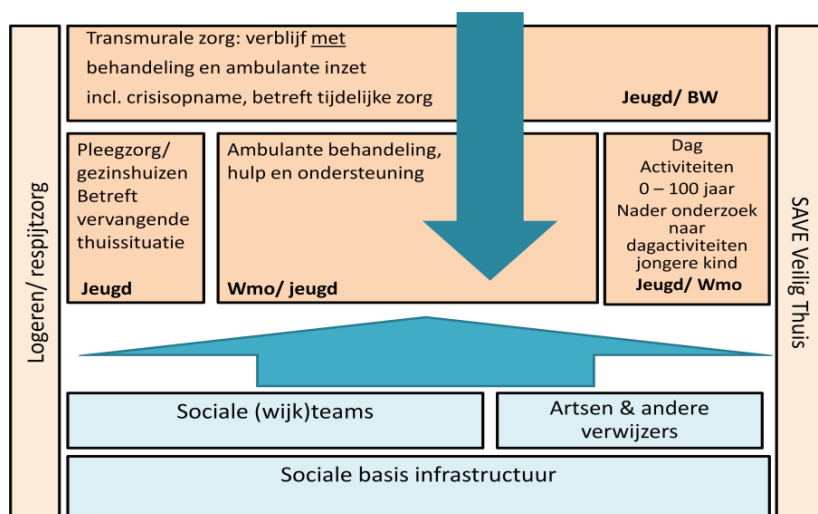 Logeren/ respijtzorg
Transmurale zorg: verblijf met
behandeling en ambulante inzet
incl. crisisopname, betreft tijdelijke zorg
Jeugd/ BW
Pleegzorg/
gezinshuizen
Betreft
vervangende
thuissituatie
Jeugd
Ambulante behandeling,
hulp en ondersteuning
Wmo/ jeugd
Dag
Activiteiten
0 – 100 jaar
Nader onderzoek
naar
dagactiviteiten
jongere kind
Jeugd/ Wmo
SAVE Veilig Thuis
Sociale (wijk)teams
Artsen & andere
verwijzers
Sociale basis infrastructuur